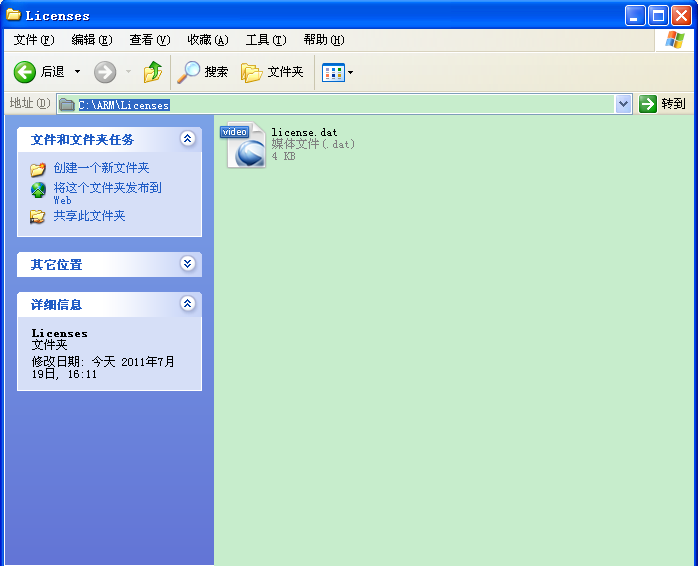 Licenses
文件(F) 编辑(E) 查看(V) 收藏(A) 工具(T) 帮助(H)
后退 搜索 文件夹
地址(D) C:\ARM\Licenses 转到
文件和文件夹任务
创建一个新文件夹
将这个文件夹发布到
Web
共享此文件夹
其它位置
详细信息
Licenses
文件夹
修改日期: 今天 2011年7月
19日, 16:11
video
license.dat
媒体文件(.dat)
4 KB